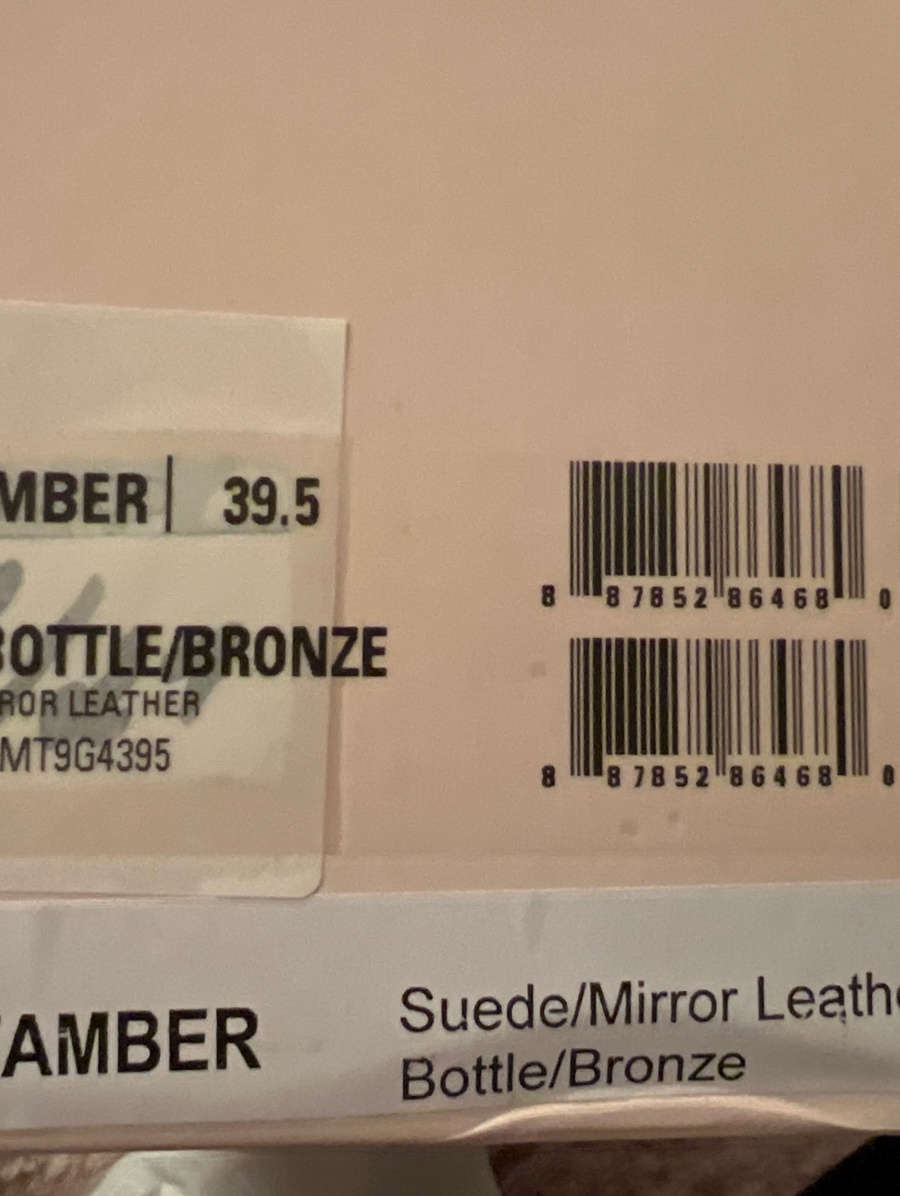 MBER | 39.5
BOTTLE/BRONZE
ROR LEATHER
MT9G4395
8 87852 86468 0
8 87852 86468 0
AMBER
Suede/Mirror Leathe
Bottle/Bronze